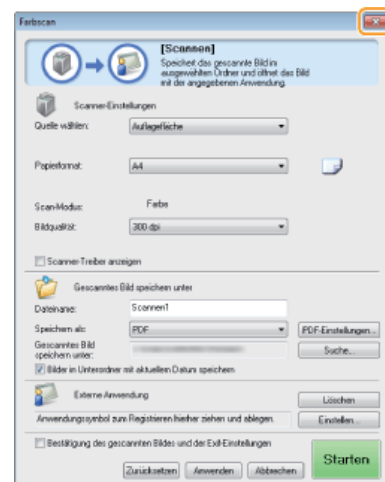 Farbscan
[Scannen]
Speichert das gescannte Bild in
ausgewählten Ordner und öffnet das Bild
mit der angegebenen Anwendung.
Scanner-Einstellungen
Quelle wählen: Auflagefläche
Papierformat: A4
Scan-Modus: Farbe
Bildqualität: 300 dpi
Scanner-Treiber anzeigen
Gescanntes Bild speichern unter
Dateiname: Scannen1
Speichern als: PDF PDF-Einstellungen...
Gescanntes Bild
speichern unter: Suche...
Bilder in Unterordner mit aktuellem Datum speichern
Externe Anwendung Löschen
Anwendungssymbol zum Registrieren hierher ziehen und ablegen. Einstellen...
Bestätigung des gescannten Bildes und der Exif-Einstellungen
Zurücksetzen Anwenden Abbrechen Starten